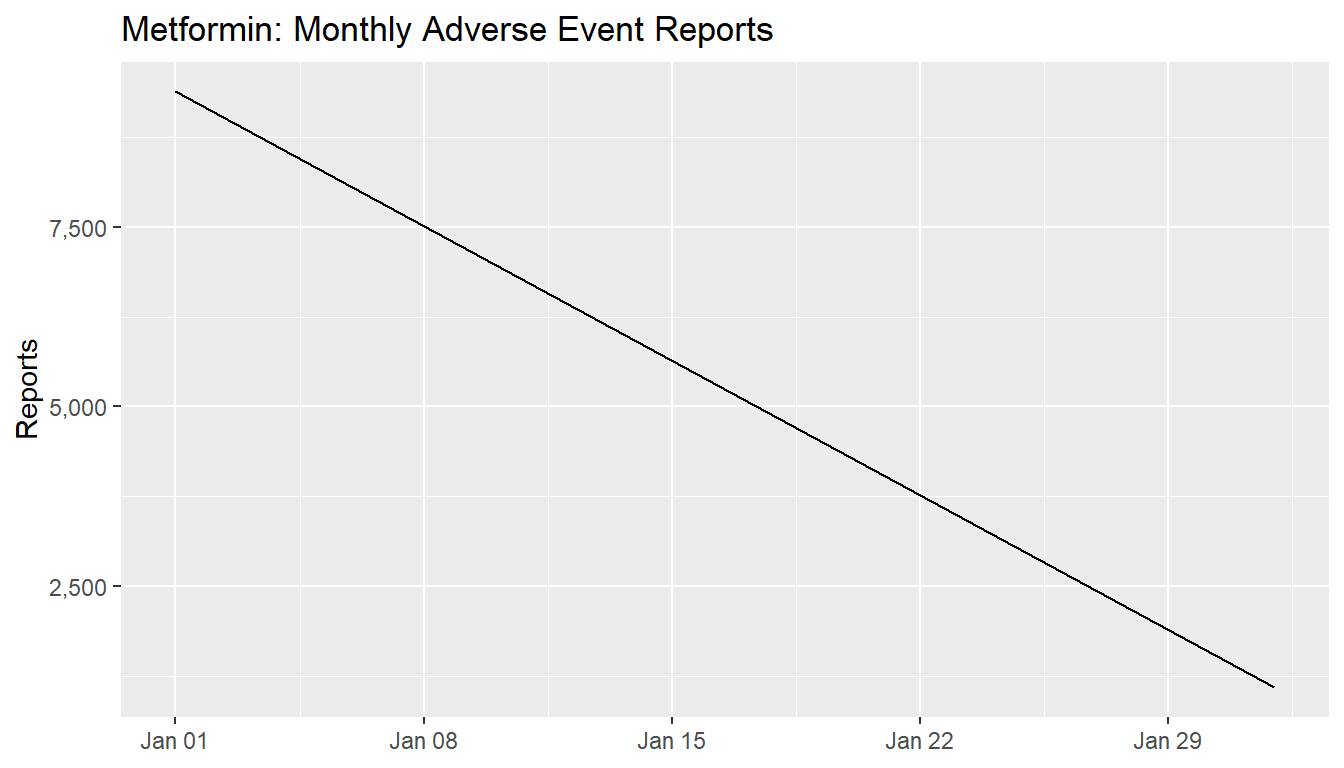 Metformin: Monthly Adverse Event Reports
Reports
7,500
5,000
2,500
Jan 01 Jan 08 Jan 15 Jan 22 Jan 29